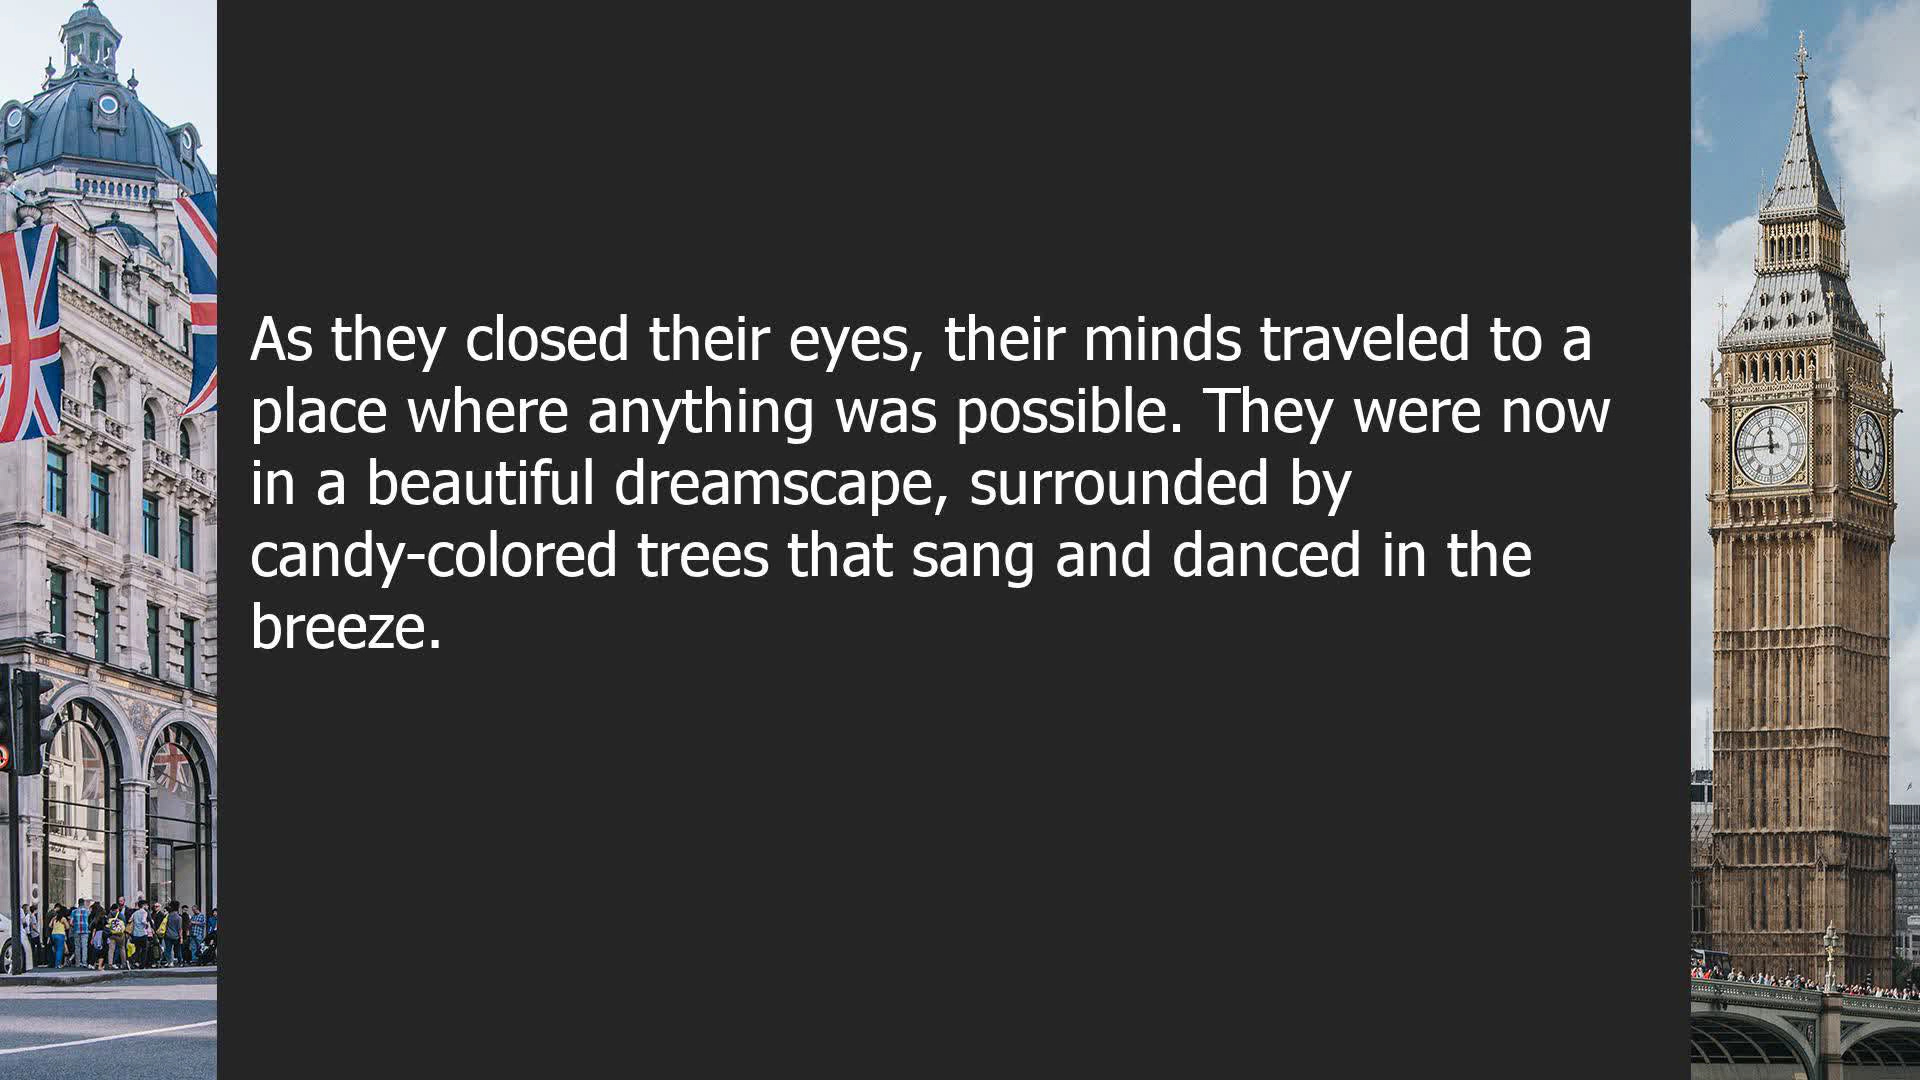 As they closed their eyes, their minds traveled to a
place where anything was possible. They were now
in a beautiful dreamscape, surrounded by
candy-colored trees that sang and danced in the
breeze.